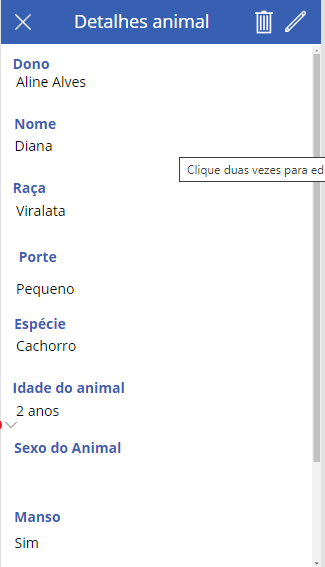 Detalhes animal
Dono
Aline Alves
Nome
Diana
Clique duas vezes para ed
Raça
Viralata
Porte
Pequeno
Espécie
Cachorro
Idade do animal
2 anos
Sexo do Animal
Manso
Sim